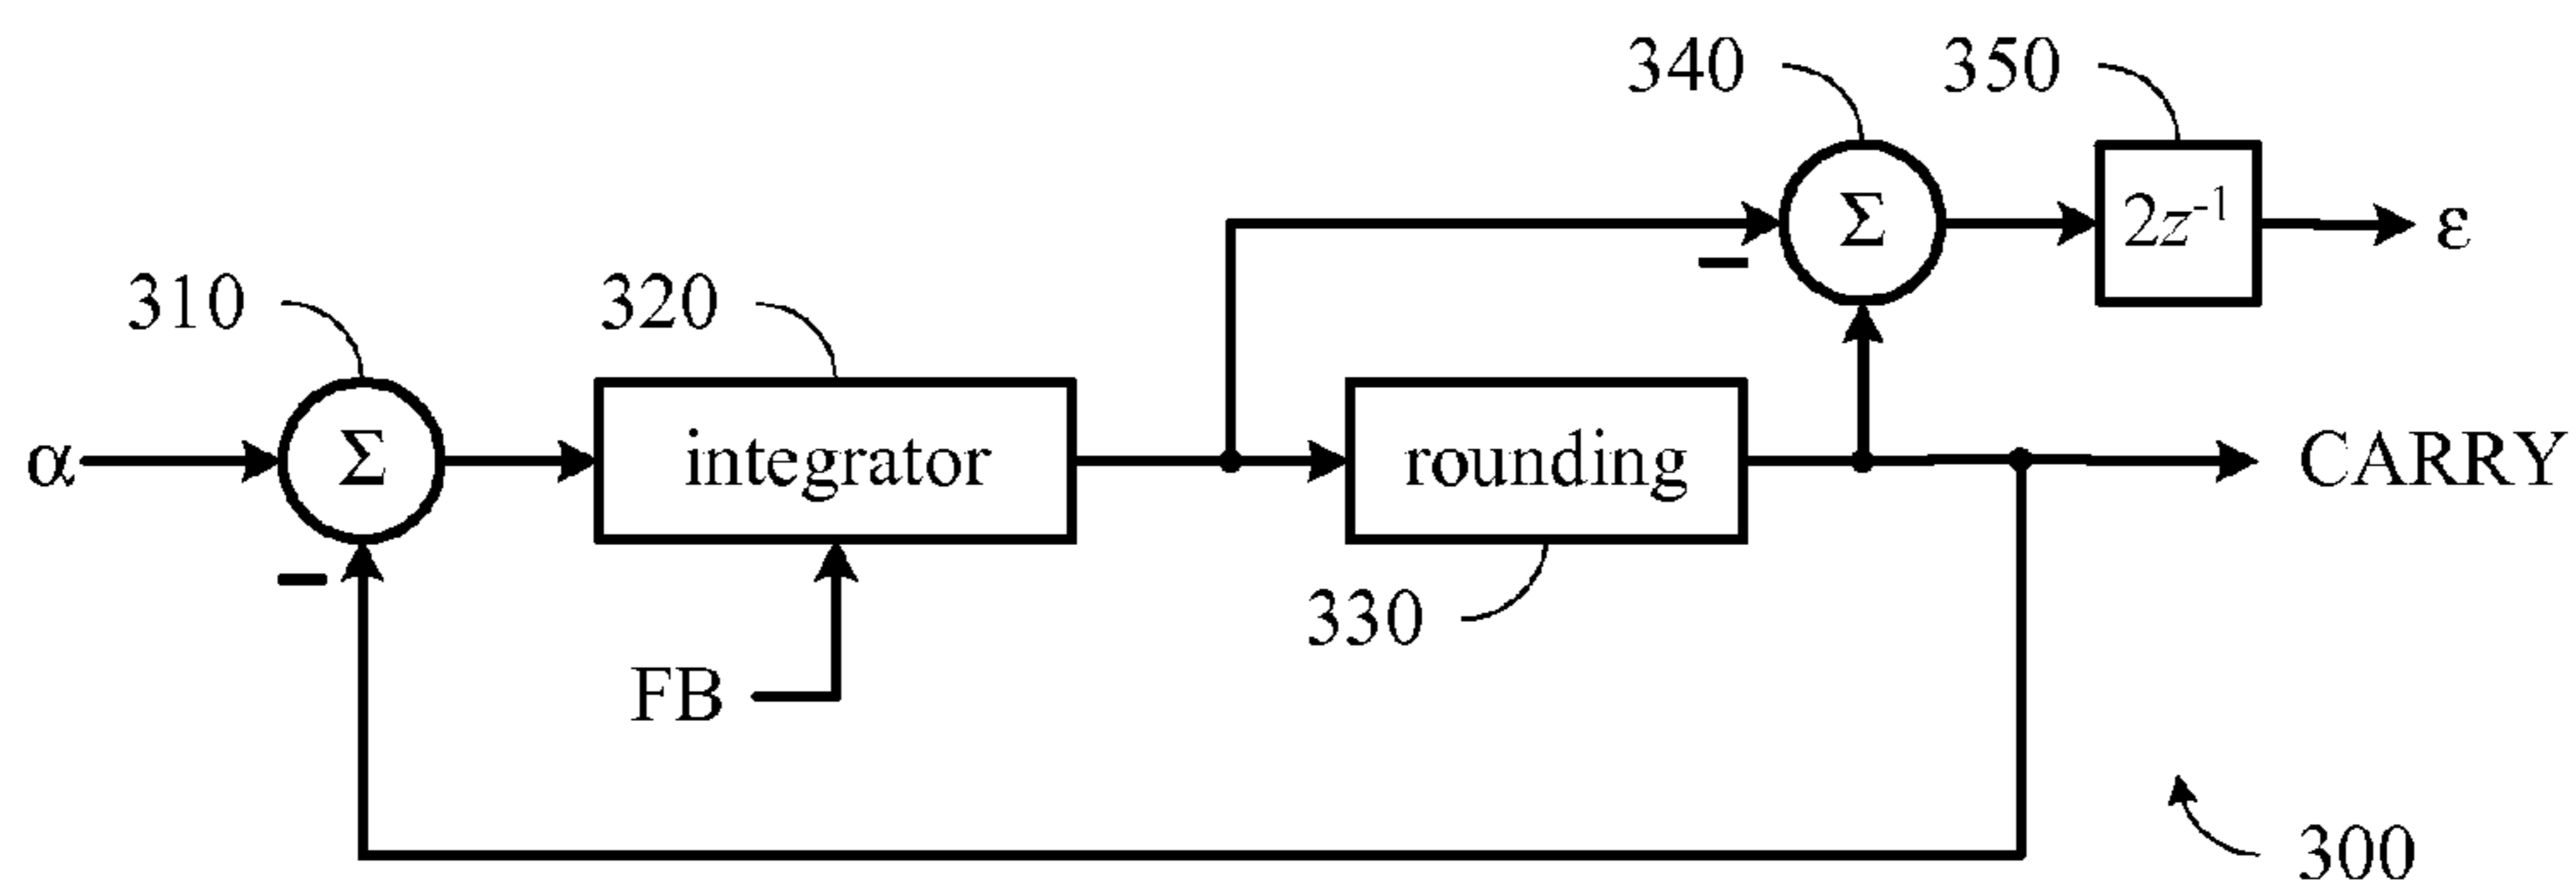 340 350
Σ 2z⁻¹ ε
310 320
α Σ integrator rounding CARRY
330
FB
300